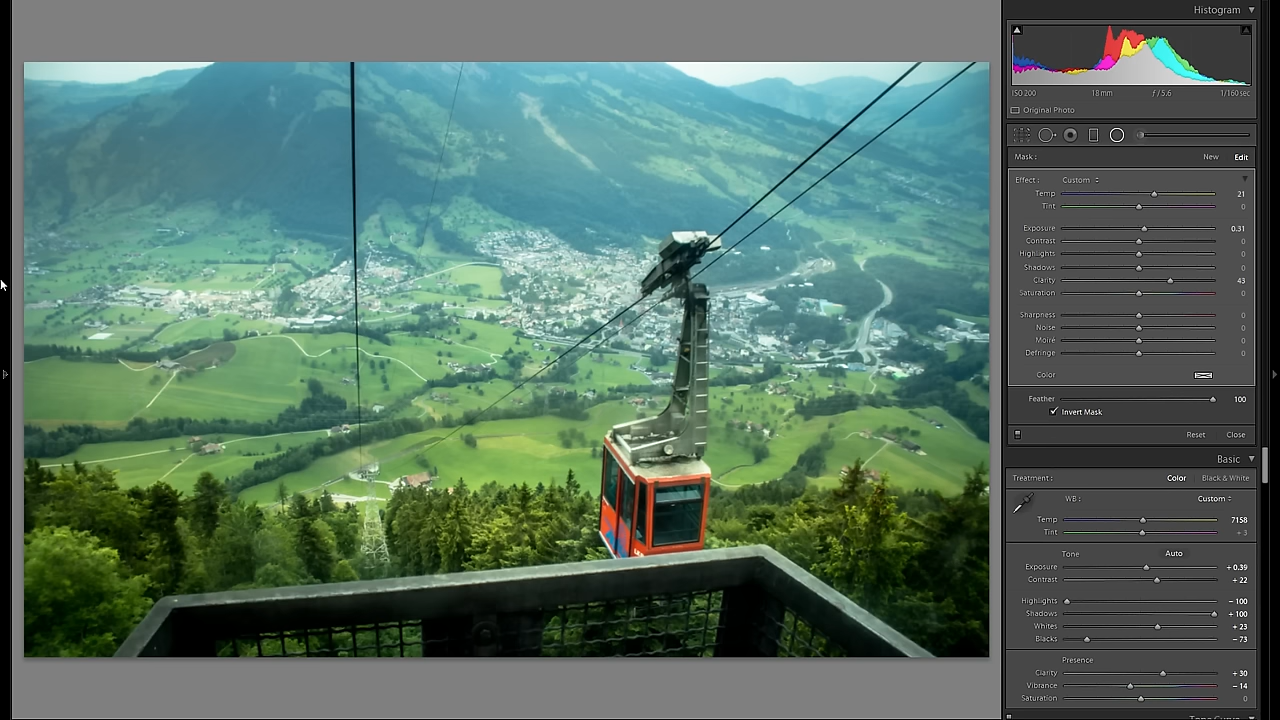 Histogram
ISO 200 18 mm ƒ / 5.6 1/160 sec
Original Photo
Mask : New Edit
Effect : Custom
Temp 21
Tint 0
Exposure 0.31
Contrast 0
Highlights 0
Shadows 0
Clarity 43
Saturation 0
Sharpness 0
Noise 0
Moiré 0
Defringe 0
Color
Feather 100
Invert Mask
Reset Close
Basic
Treatment : Color Black & White
WB : Custom
Temp 7158
Tint + 3
Tone Auto
Exposure + 0.39
Contrast + 22
Highlights − 100
Shadows + 100
Whites + 23
Blacks − 73
Presence
Clarity + 30
Vibrance − 14
Saturation 0
Tone Curve